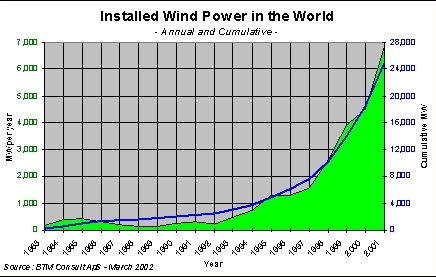 Installed Wind Power in the World
- Annual and Cumulative -
7,000
6,000
5,000
4,000
3,000
2,000
1,000
0
MW per year
28,000
24,000
20,000
16,000
12,000
8,000
4,000
0
Cumulative MW
1983 1984 1985 1986 1987 1988 1989 1990 1991 1992 1993 1994 1995 1996 1997 1998 1999 2000 2001
Year
Source: BTM Consult ApS - March 2002